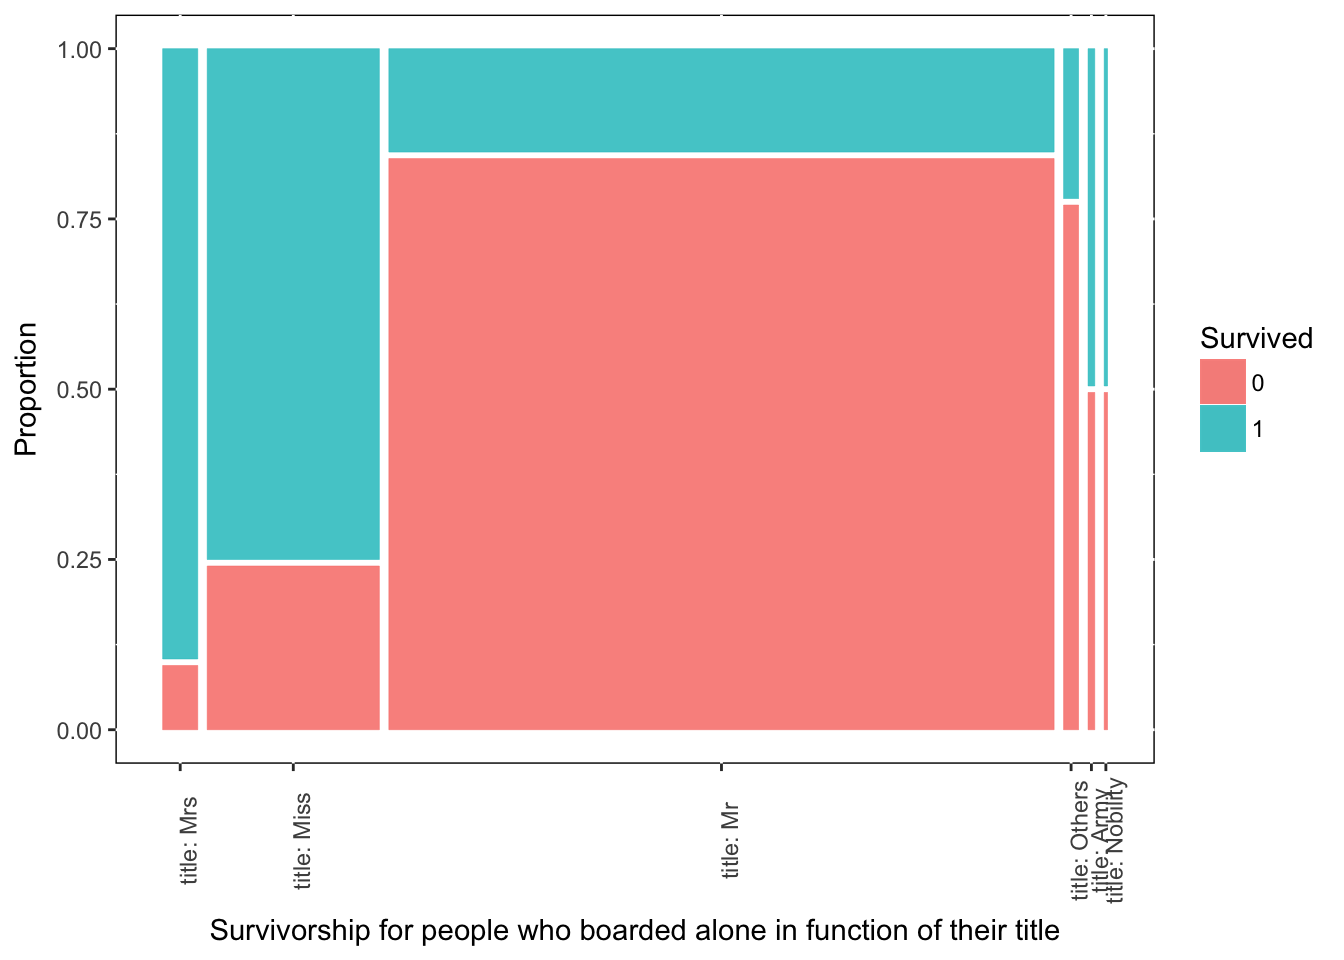 1.00
0.75
0.50
0.25
0.00
Proportion
title: Mrs
title: Miss
title: Mr
title: Others
title: Army
title: Nobility
Survivorship for people who boarded alone in function of their title
Survived
0
1